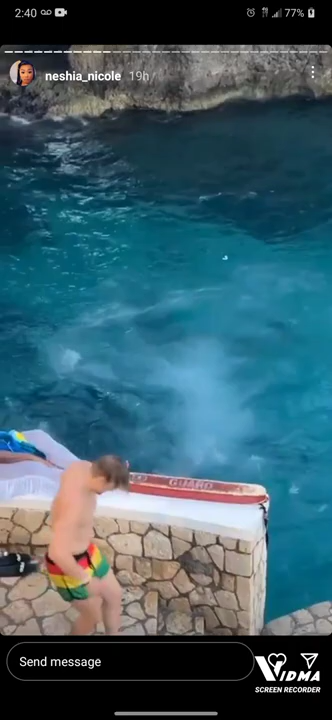 2:40
77%
neshia_nicole 19h
GUARD
Send message
VIDMA
SCREEN RECORDER